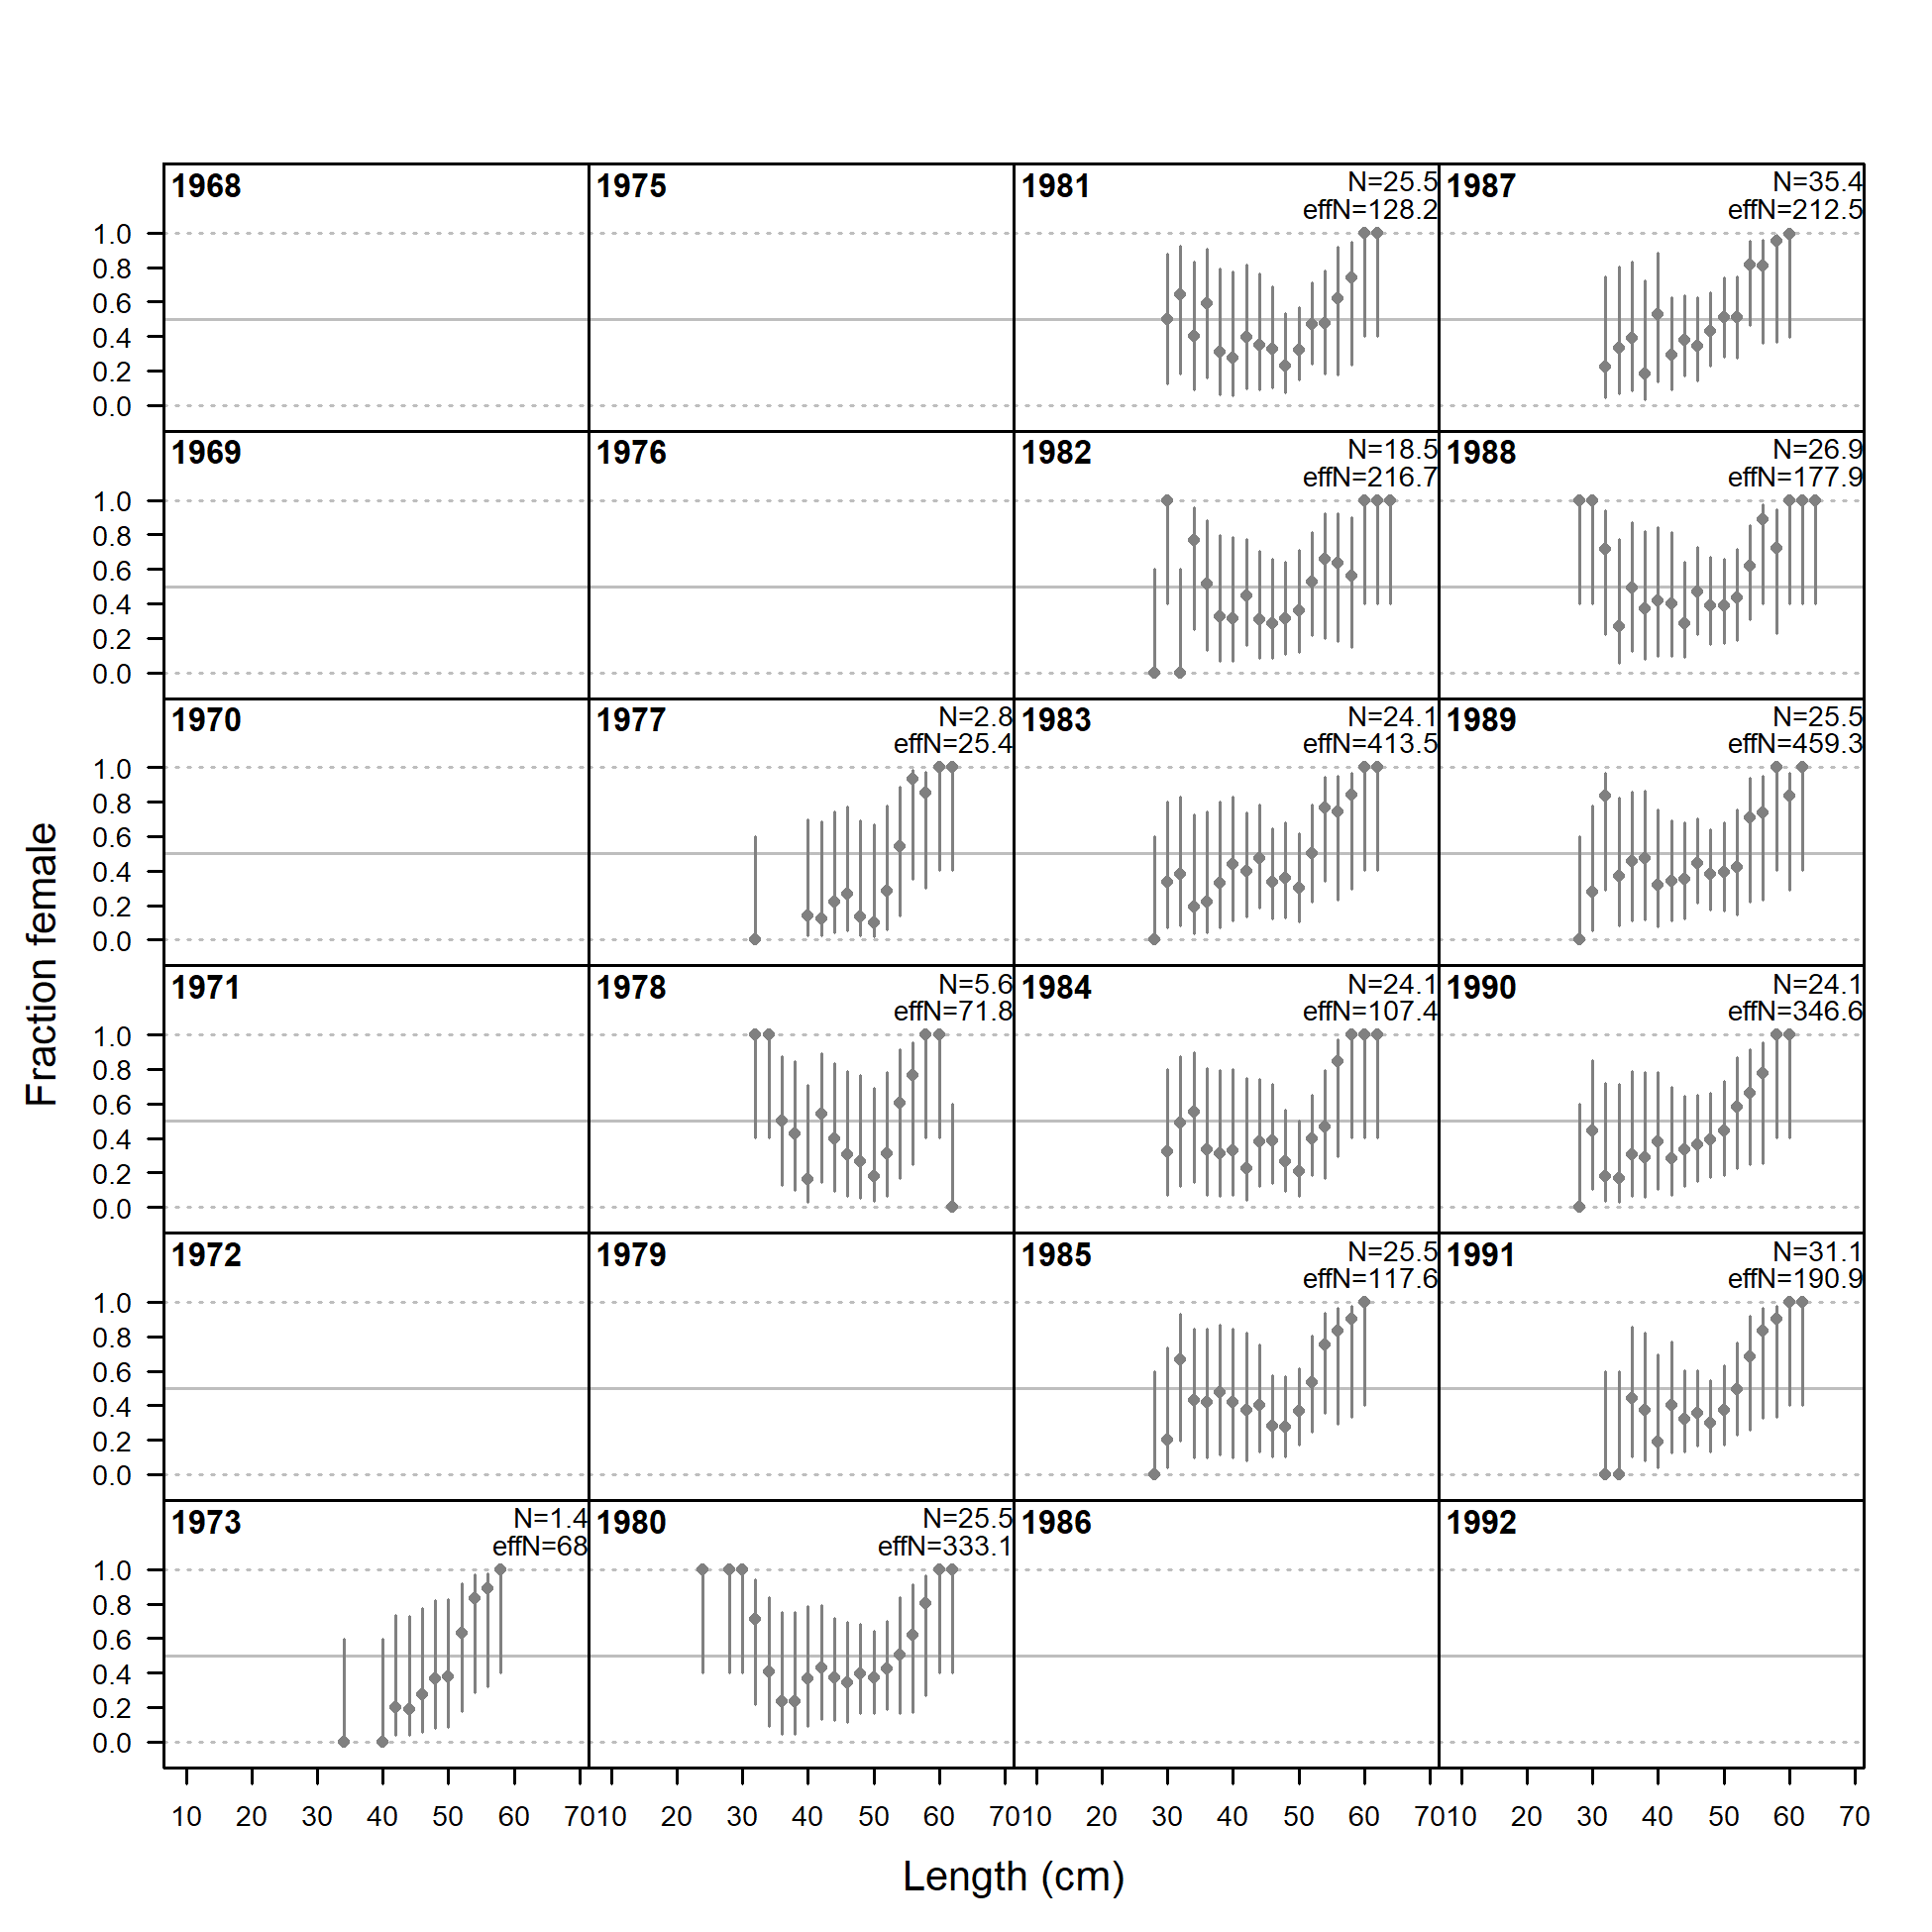 1968
1975
1981
N=25.5
effN=128.2
1987
N=35.4
effN=212.5
1.0
0.8
0.6
0.4
0.2
0.0
1969
1976
1982
N=18.5
effN=216.7
1988
N=26.9
effN=177.9
1.0
0.8
0.6
0.4
0.2
0.0
1970
1977
N=2.8
effN=25.4
1983
N=24.1
effN=413.5
1989
N=25.5
effN=459.3
1.0
0.8
0.6
0.4
0.2
0.0
1971
1978
N=5.6
effN=71.8
1984
N=24.1
effN=107.4
1990
N=24.1
effN=346.6
1.0
0.8
0.6
0.4
0.2
0.0
1972
1979
1985
N=25.5
effN=117.6
1991
N=31.1
effN=190.9
1.0
0.8
0.6
0.4
0.2
0.0
1973
N=1.4
effN=68
1980
N=25.5
effN=333.1
1986
1992
1.0
0.8
0.6
0.4
0.2
0.0
10 20 30 40 50 60 70 10 20 30 40 50 60 70 10 20 30 40 50 60 70 10 20 30 40 50 60 70
Length (cm)
Fraction female